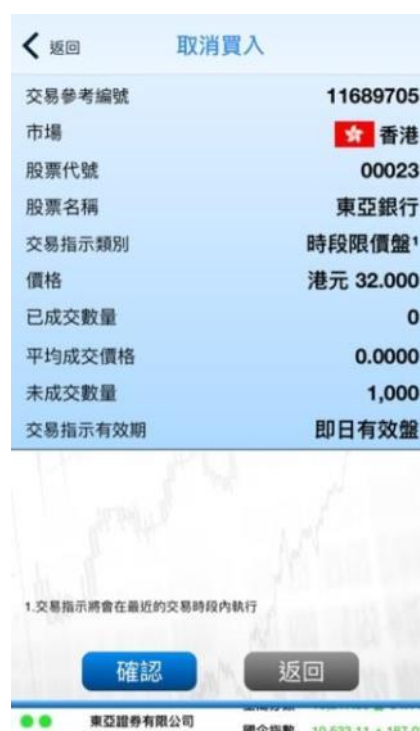 返回 取消買入
交易參考編號 11689705
市場 香港
股票代號 00023
股票名稱 東亞銀行
交易指示類別 時段限價盤¹
價格 港元 32.000
已成交數量 0
平均成交價格 0.0000
未成交數量 1,000
交易指示有效期 即日有效盤
1.交易指示將會在最近的交易時段內執行
確認 返回
東亞證券有限公司